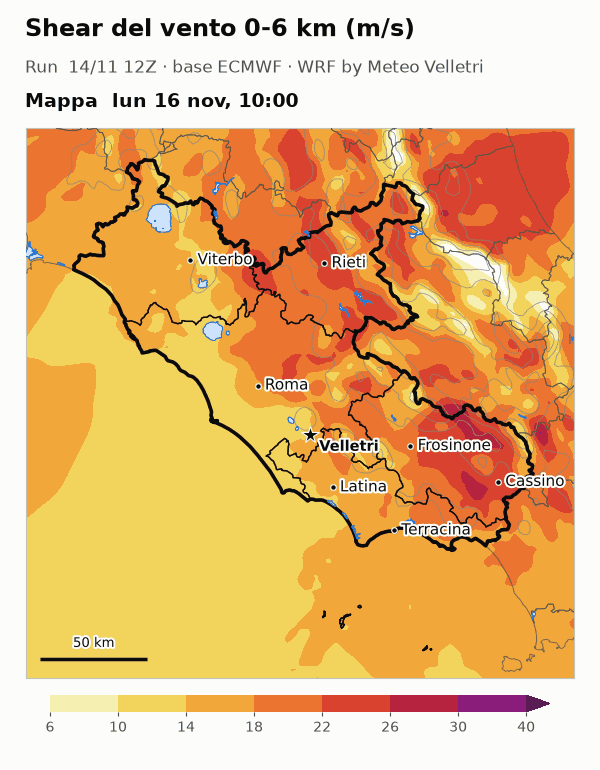 Shear del vento 0-6 km (m/s)
Run  14/11 12Z · base ECMWF · WRF by Meteo Velletri
Mappa  lun 16 nov, 10:00
Viterbo
Rieti
Roma
Velletri
Frosinone
Latina
Cassino
Terracina
50 km
6 10 14 18 22 26 30 40